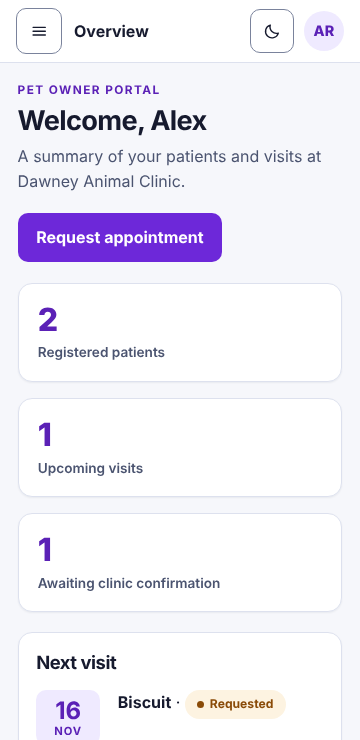 Overview
AR
PET OWNER PORTAL
Welcome, Alex
A summary of your patients and visits at
Dawney Animal Clinic.
Request appointment
2
Registered patients
1
Upcoming visits
1
Awaiting clinic confirmation
Next visit
16
NOV
Biscuit · Requested